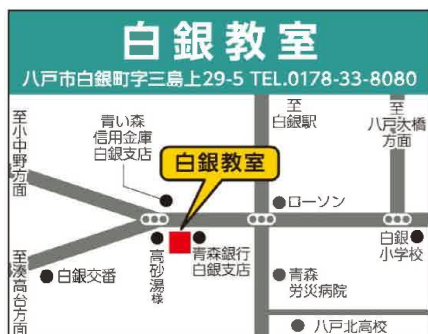 白銀教室
八戸市白銀町字三島上29-5 TEL.0178-33-8080
至小中野方面
青い森
信用金庫
白銀支店
至
白銀駅
至
八戸大橋
方面
白銀教室
ローソン
至湊高台方面
白銀交番
高砂湯様
青森銀行
白銀支店
白銀
小学校
青森
労災病院
八戸北高校